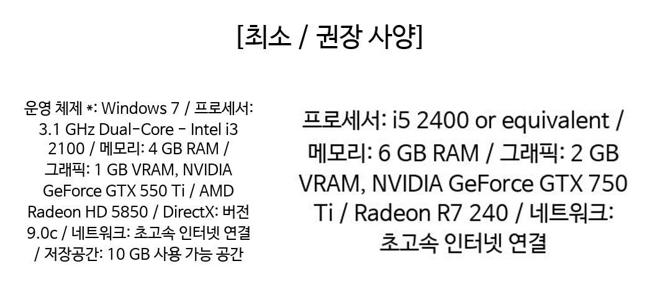 [최소 / 권장 사양]
운영 체제 *: Windows 7 / 프로세서:
3.1 GHz Dual-Core - Intel i3
2100 / 메모리: 4 GB RAM /
그래픽: 1 GB VRAM, NVIDIA
GeForce GTX 550 Ti / AMD
Radeon HD 5850 / DirectX: 버전
9.0c / 네트워크: 초고속 인터넷 연결
/ 저장공간: 10 GB 사용 가능 공간
프로세서: i5 2400 or equivalent /
메모리: 6 GB RAM / 그래픽: 2 GB
VRAM, NVIDIA GeForce GTX 750
Ti / Radeon R7 240 / 네트워크:
초고속 인터넷 연결